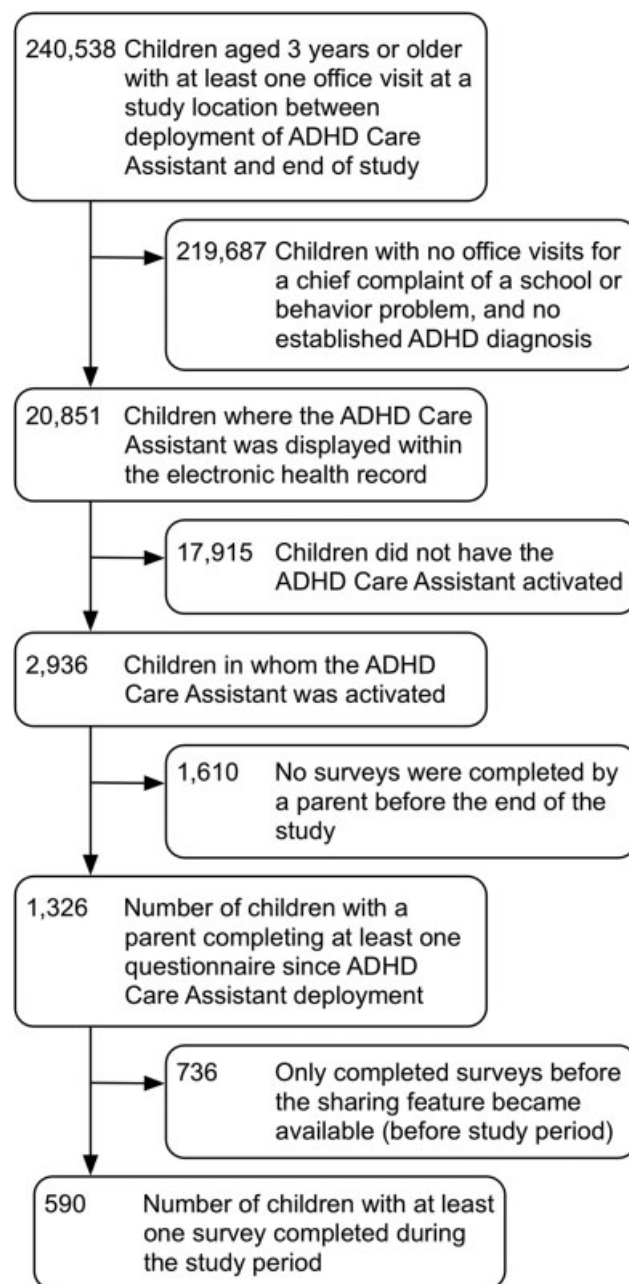 240,538 Children aged 3 years or older
with at least one office visit at a
study location between
deployment of ADHD Care
Assistant and end of study
219,687 Children with no office visits for
a chief complaint of a school or
behavior problem, and no
established ADHD diagnosis
20,851 Children where the ADHD Care
Assistant was displayed within
the electronic health record
17,915 Children did not have the
ADHD Care Assistant activated
2,936 Children in whom the ADHD
Care Assistant was activated
1,610 No surveys were completed by
a parent before the end of the
study
1,326 Number of children with a
parent completing at least one
questionnaire since ADHD
Care Assistant deployment
736 Only completed surveys before
the sharing feature became
available (before study period)
590 Number of children with at least
one survey completed during
the study period